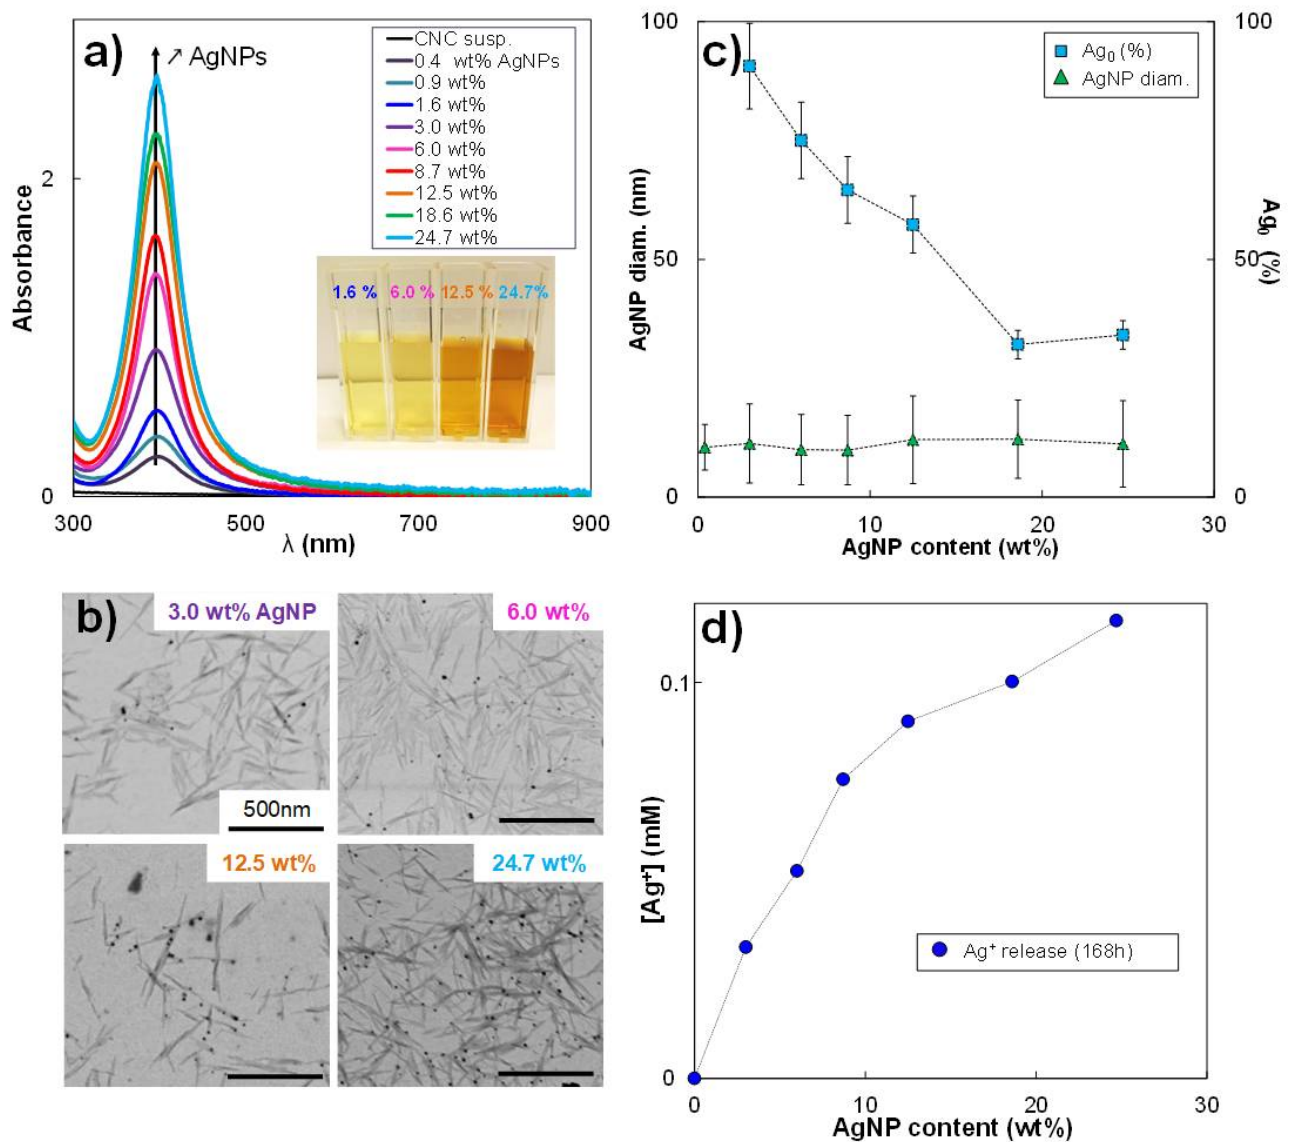 a)
↗ AgNPs
CNC susp.
0.4 wt% AgNPs
0.9 wt%
1.6 wt%
3.0 wt%
6.0 wt%
8.7 wt%
12.5 wt%
18.6 wt%
24.7 wt%
1.6 % 6.0 % 12.5 % 24.7%
Absorbance
2
0
300 500 700 900
λ (nm)
c)
Ag₀ (%)
AgNP diam.
AgNP diam. (nm)
100
50
0
100
50
0
Ag₀ (%)
0 10 20 30
AgNP content (wt%)
b)
3.0 wt% AgNP
6.0 wt%
500nm
12.5 wt%
24.7 wt%
d)
[Ag⁺] (mM)
0.1
0
Ag⁺ release (168h)
0 10 20 30
AgNP content (wt%)